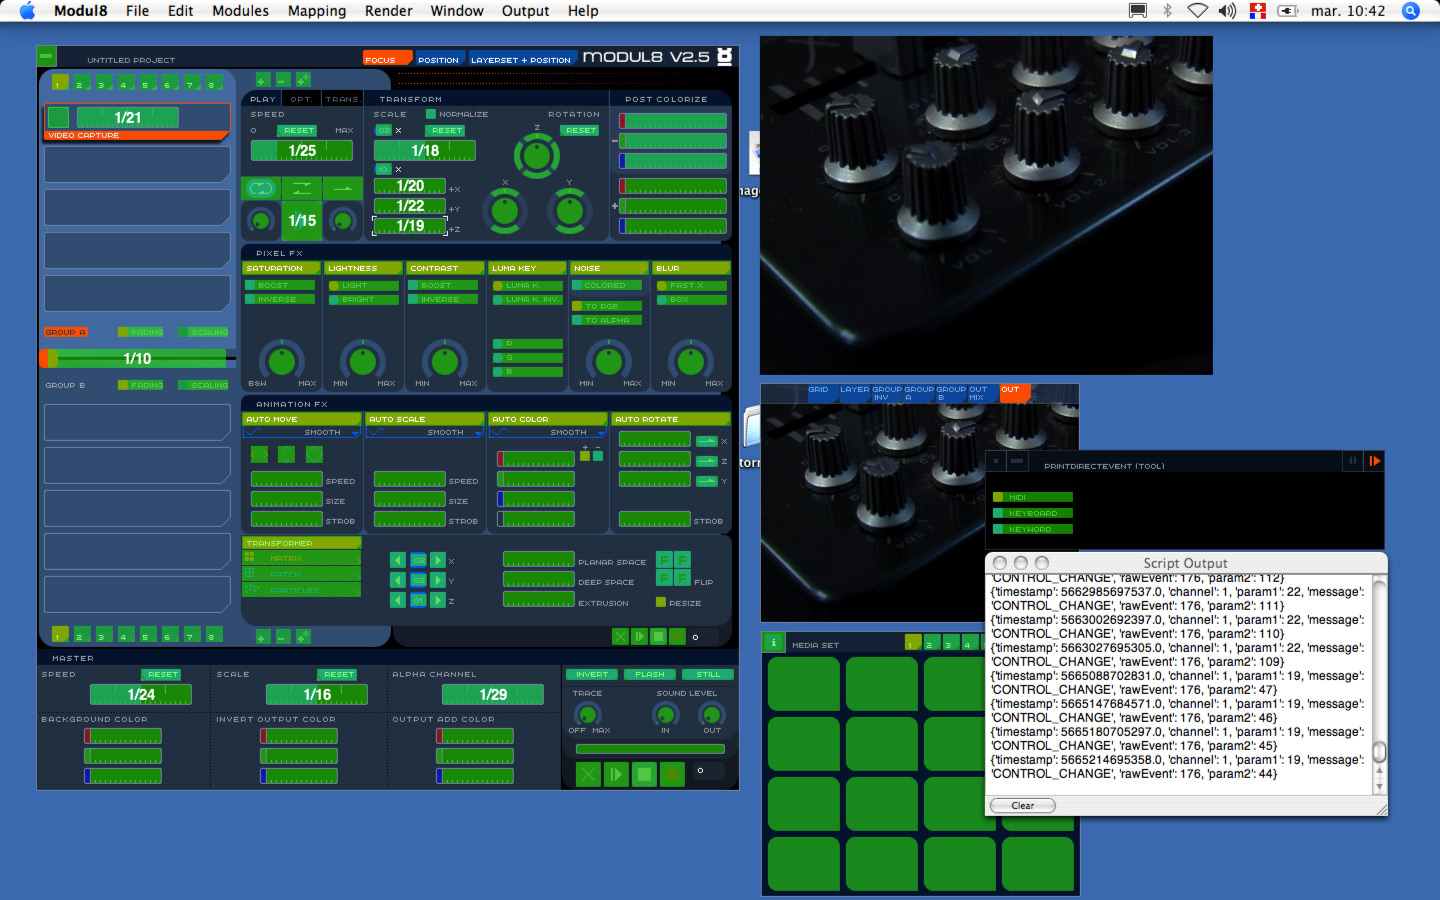 Modul8 File Edit Modules Mapping Render Window Output Help
mar. 10:42
UNTITLED PROJECT
FOCUS POSITION LAYERSET + POSITION MODUL8 V2.5
1 2 3 4 5 6 7 8
1/21
VIDEO CAPTURE
GROUP A FADING SCALING
1/10
GROUP B FADING SCALING
1 2 3 4 5 6 7 8
PLAY OPT. TRANS.
SPEED
0 RESET MAX
1/25
1/15
TRANSFORM
SCALE NORMALIZE ROTATION
02 X RESET Z RESET
1/18
10 X
1/20 +X
1/22 +Y
1/19 +Z
X Y
POST COLORIZE
-
+
PIXEL FX
SATURATION LIGHTNESS CONTRAST LUMA KEY NOISE BLUR
BOOST LIGHT BOOST LUMA K. COLORED FAST X
INVERSE BRIGHT INVERSE LUMA K. INV. TO RGB BOX
TO ALPHA
R
G
B
B&W MAX MIN MAX MIN MAX MIN MAX MIN MAX
ANIMATION FX
AUTO MOVE AUTO SCALE AUTO COLOR AUTO ROTATE
SMOOTH SMOOTH SMOOTH
+ -
X
Z
Y
SPEED SPEED
SIZE SIZE
STROB STROB STROB
TRANSFORMER
MATRIX
PATCH
PARTICLES
02 X
02 Y
01 Z
PLANAR SPACE
DEEP SPACE
EXTRUSION
F F
F F FLIP
RESIZE
0
MASTER
SPEED RESET
1/24
SCALE RESET
1/16
ALPHA CHANNEL
1/29
BACKGROUND COLOR INVERT OUTPUT COLOR OUTPUT ADD COLOR
INVERT FLASH STILL
TRACE SOUND LEVEL
OFF MAX IN OUT
0
VOL3
VOL2
VOL1
GRID LAYER GROUP INV GROUP A GROUP B OUT MIX OUT
PRINTDIRECTEVENT (TOOL)
MIDI
KEYBOARD
KEYWORD
i MEDIA SET 1 2 3 4
Script Output
'CONTROL_CHANGE', 'rawEvent': 176, 'param2': 112}
{'timestamp': 5662985697537.0, 'channel': 1, 'param1': 22, 'message':
'CONTROL_CHANGE', 'rawEvent': 176, 'param2': 111}
{'timestamp': 5663002692397.0, 'channel': 1, 'param1': 22, 'message':
'CONTROL_CHANGE', 'rawEvent': 176, 'param2': 110}
{'timestamp': 5663027695305.0, 'channel': 1, 'param1': 22, 'message':
'CONTROL_CHANGE', 'rawEvent': 176, 'param2': 109}
{'timestamp': 5665088702831.0, 'channel': 1, 'param1': 19, 'message':
'CONTROL_CHANGE', 'rawEvent': 176, 'param2': 47}
{'timestamp': 5665147684571.0, 'channel': 1, 'param1': 19, 'message':
'CONTROL_CHANGE', 'rawEvent': 176, 'param2': 46}
{'timestamp': 5665180705297.0, 'channel': 1, 'param1': 19, 'message':
'CONTROL_CHANGE', 'rawEvent': 176, 'param2': 45}
{'timestamp': 5665214695358.0, 'channel': 1, 'param1': 19, 'message':
'CONTROL_CHANGE', 'rawEvent': 176, 'param2': 44}
Clear